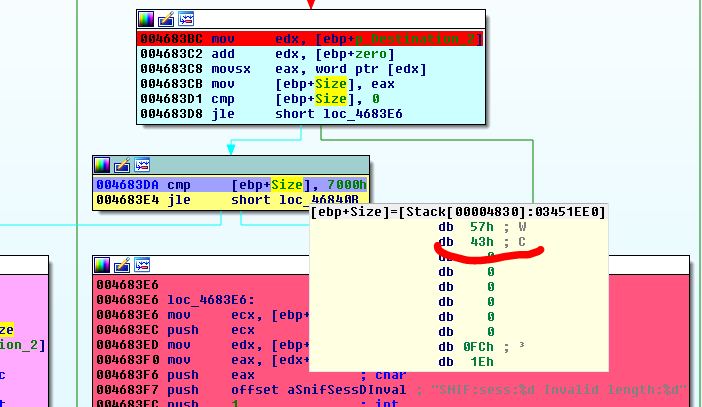 004683BC mov edx, [ebp+p_Destination_2]
004683C2 add edx, [ebp+zero]
004683C8 movsx eax, word ptr [edx]
004683CB mov [ebp+Size], eax
004683D1 cmp [ebp+Size], 0
004683D8 jle short loc_4683E6
004683DA cmp [ebp+Size], 7000h
004683E4 jle short loc_46840B
[ebp+Size]=[Stack[00004830]:03451EE0]
db 57h ; W
db 43h ; C
db 0
db 0
db 0
db 0
db 0
db 0FCh ; ³
db 1Eh
004683E6
004683E6 loc_4683E6:
004683E6 mov ecx, [ebp+
004683EC push ecx
004683ED mov edx, [ebp+
004683F0 mov eax, [edx+
004683F6 push eax ; char
004683F7 push offset aSnifSessDInval ; "SNIF:sess:%d invalid length:%d"
004683FC push 1 ; int
ze
ion_2]
c